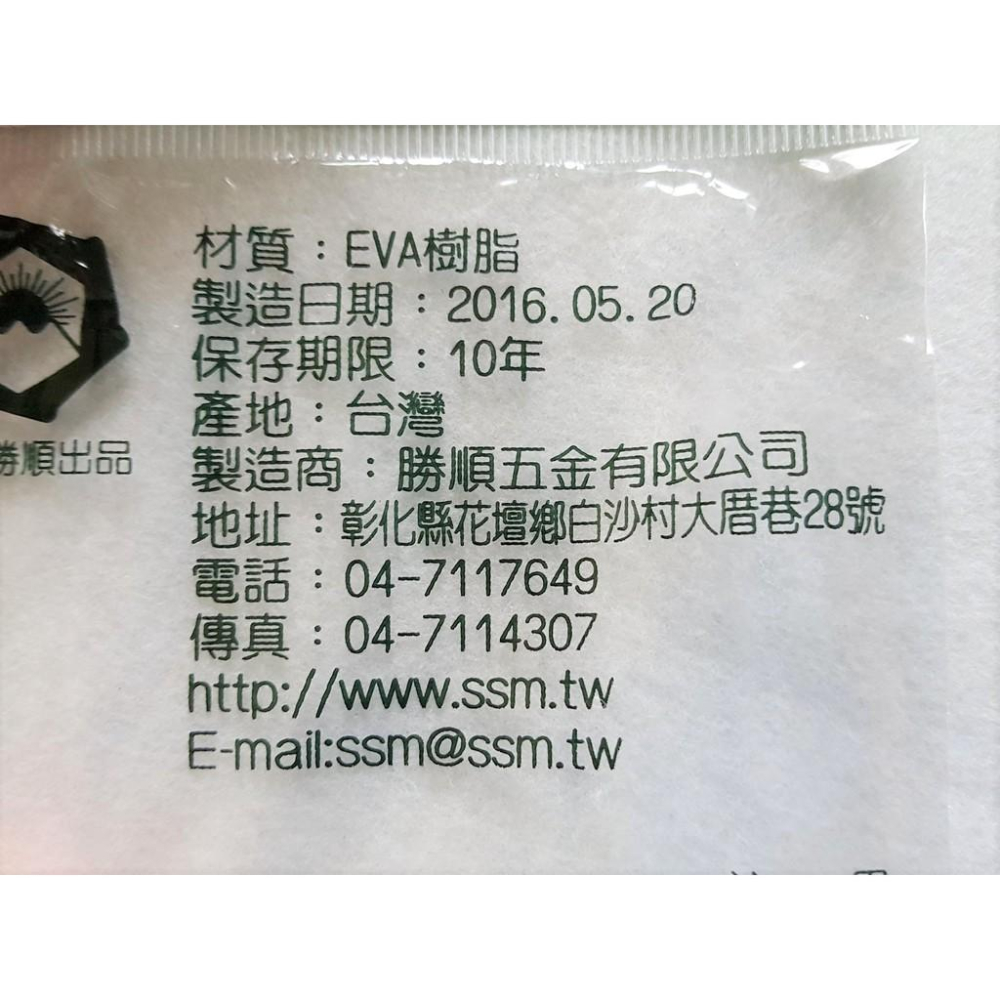 材質：EVA樹脂
製造日期：2016.05.20
保存期限：10年
產地：台灣
勝順出品
製造商：勝順五金有限公司
地址：彰化縣花壇鄉白沙村大厝巷28號
電話：04-7117649
傳真：04-7114307
http://www.ssm.tw
E-mail:ssm@ssm.tw